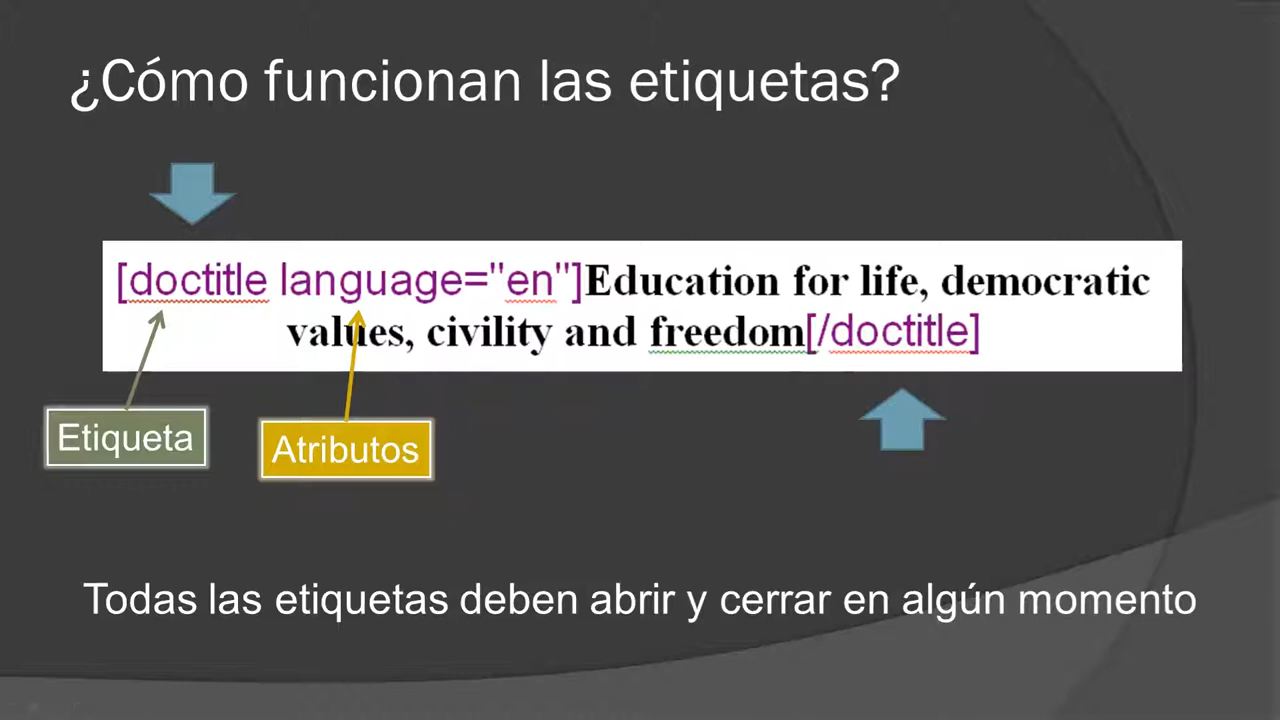 ¿Cómo funcionan las etiquetas?
[doctitle language="en"]Education for life, democratic
values, civility and freedom[/doctitle]
Etiqueta
Atributos
Todas las etiquetas deben abrir y cerrar en algún momento